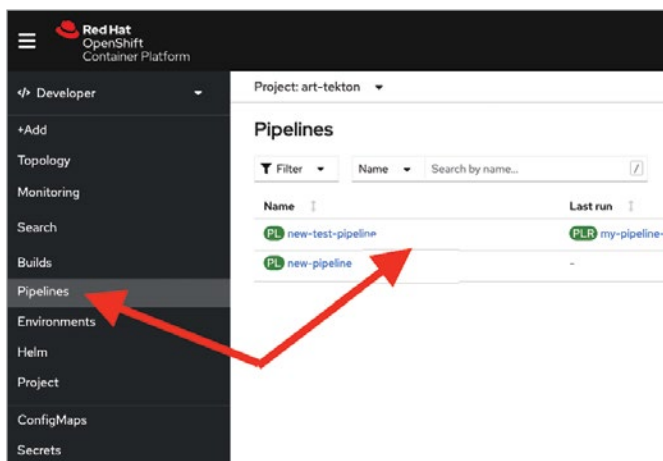 Red Hat
OpenShift
Container Platform
</> Developer
+Add
Topology
Monitoring
Search
Builds
Pipelines
Environments
Helm
Project
ConfigMaps
Secrets
Project: art-tekton
Pipelines
Filter Name Search by name... /
Name Last run
PL new-test-pipeline PLR my-pipeline-
PL new-pipeline -